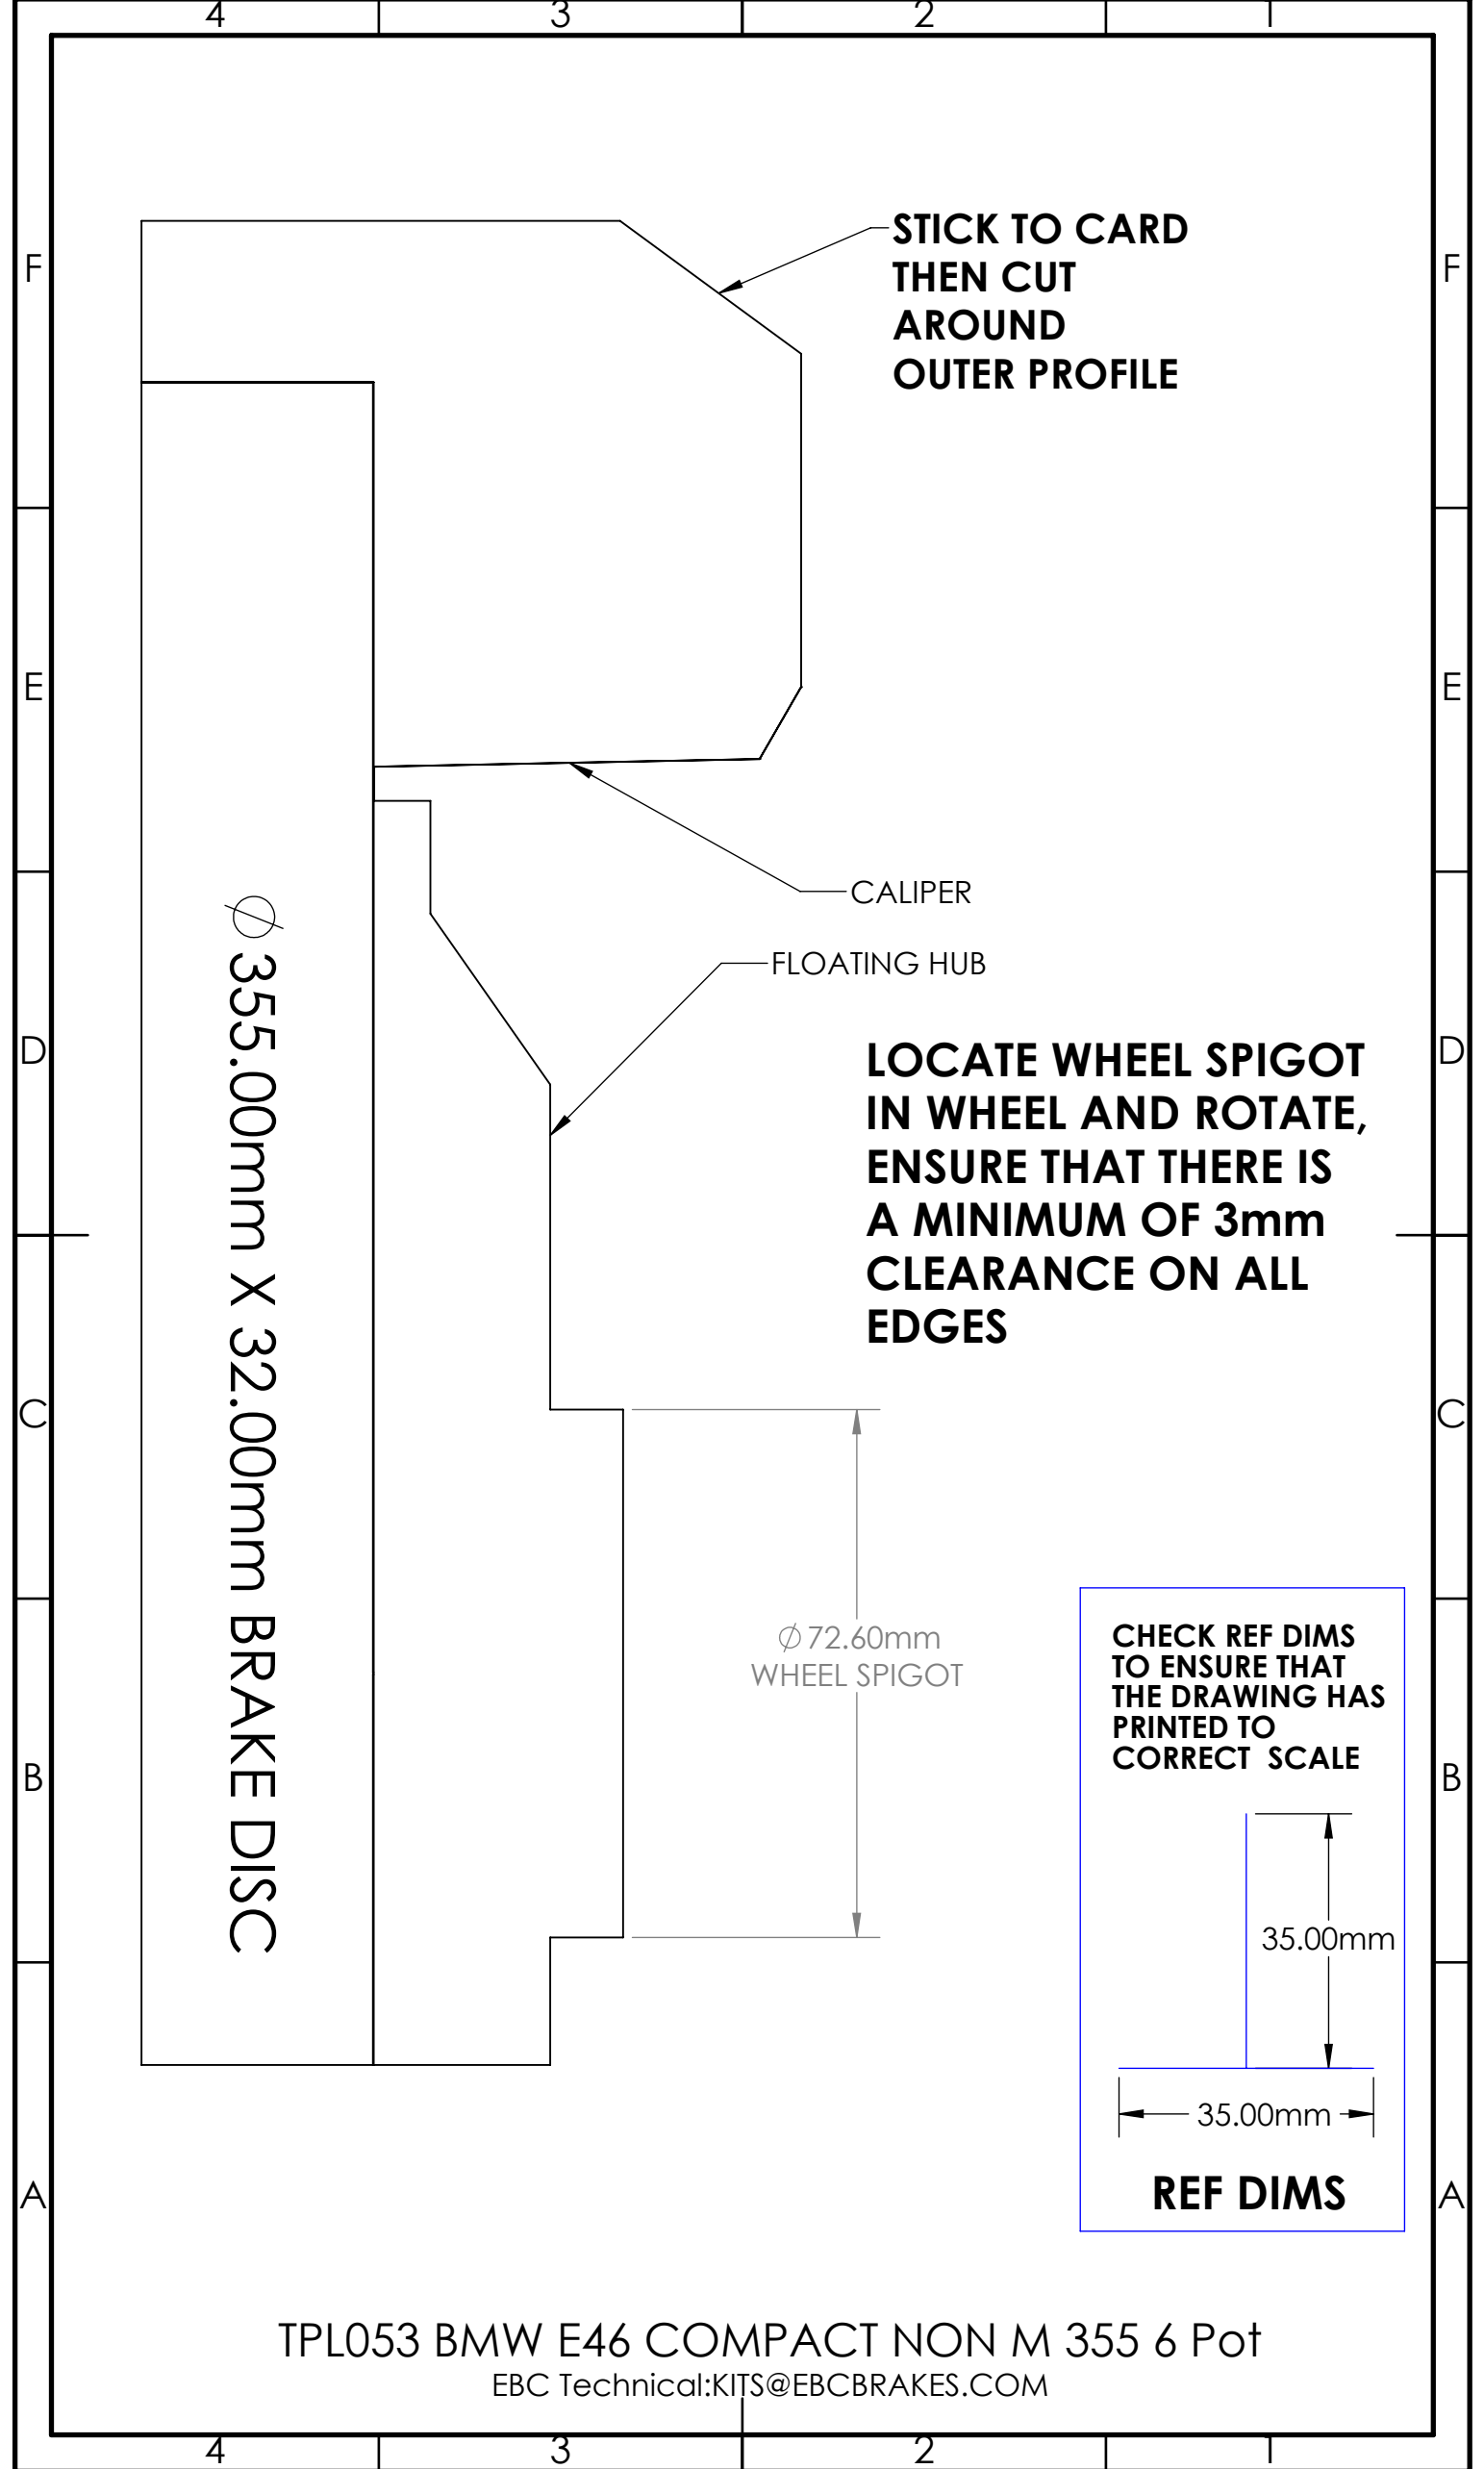 4 3 2
F F
STICK TO CARD
THEN CUT
AROUND
OUTER PROFILE
E E
CALIPER
FLOATING HUB
D D
LOCATE WHEEL SPIGOT
IN WHEEL AND ROTATE,
ENSURE THAT THERE IS
A MINIMUM OF 3mm
CLEARANCE ON ALL
EDGES
Ø 355.00mm X 32.00mm BRAKE DISC
C C
Ø 72.60mm
WHEEL SPIGOT
CHECK REF DIMS
TO ENSURE THAT
THE DRAWING HAS
PRINTED TO
CORRECT SCALE
B B
35.00mm
35.00mm
REF DIMS
A A
TPL053 BMW E46 COMPACT NON M 355 6 Pot
EBC Technical:KITS@EBCBRAKES.COM
4 3 2